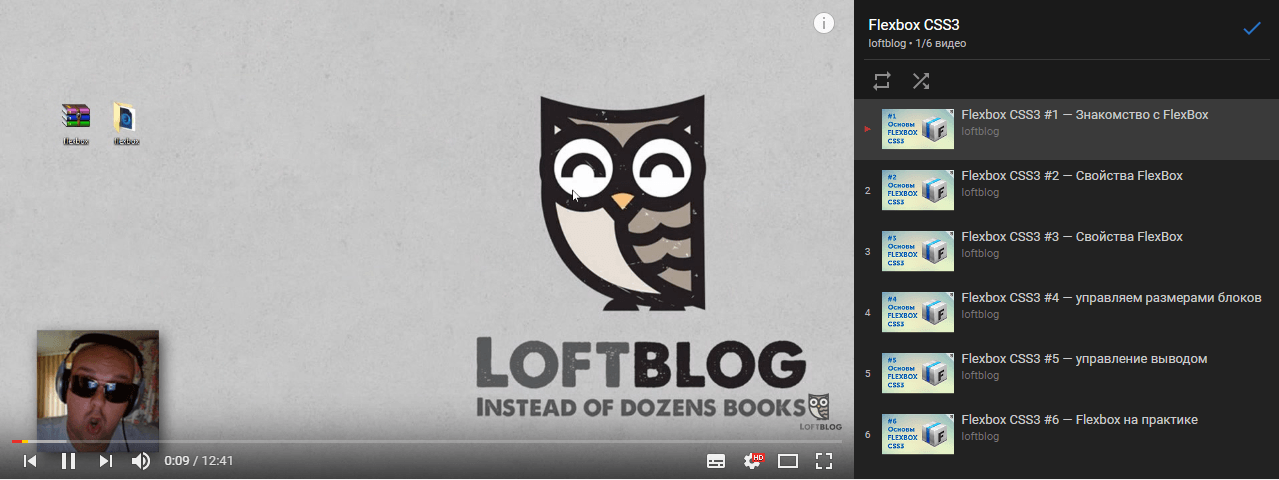 flexbox
flexbox
LOFTBLOG
INSTEAD OF DOZENS BOOKS
LOFTBLOG
0:09 / 12:41
HD
Flexbox CSS3
loftblog • 1/6 видео
#1
Основы
FLEXBOX
CSS3
F
Flexbox CSS3 #1 — Знакомство с FlexBox
loftblog
2
#2
Основы
FLEXBOX
CSS3
F
Flexbox CSS3 #2 — Свойства FlexBox
loftblog
3
#3
Основы
FLEXBOX
CSS3
F
Flexbox CSS3 #3 — Свойства FlexBox
loftblog
4
#4
Основы
FLEXBOX
CSS3
F
Flexbox CSS3 #4 — управляем размерами блоков
loftblog
5
#5
Основы
FLEXBOX
CSS3
F
Flexbox CSS3 #5 — управление выводом
loftblog
6
#6
Основы
FLEXBOX
CSS3
F
Flexbox CSS3 #6 — Flexbox на практике
loftblog